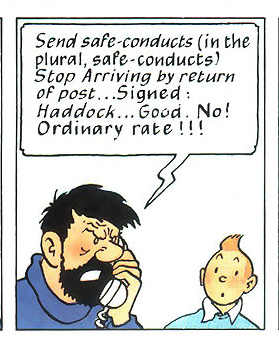 Send safe-conducts (in the
plural, safe-conducts)
Stop Arriving by return
of post...Signed:
Haddock...Good. No!
Ordinary rate!!!